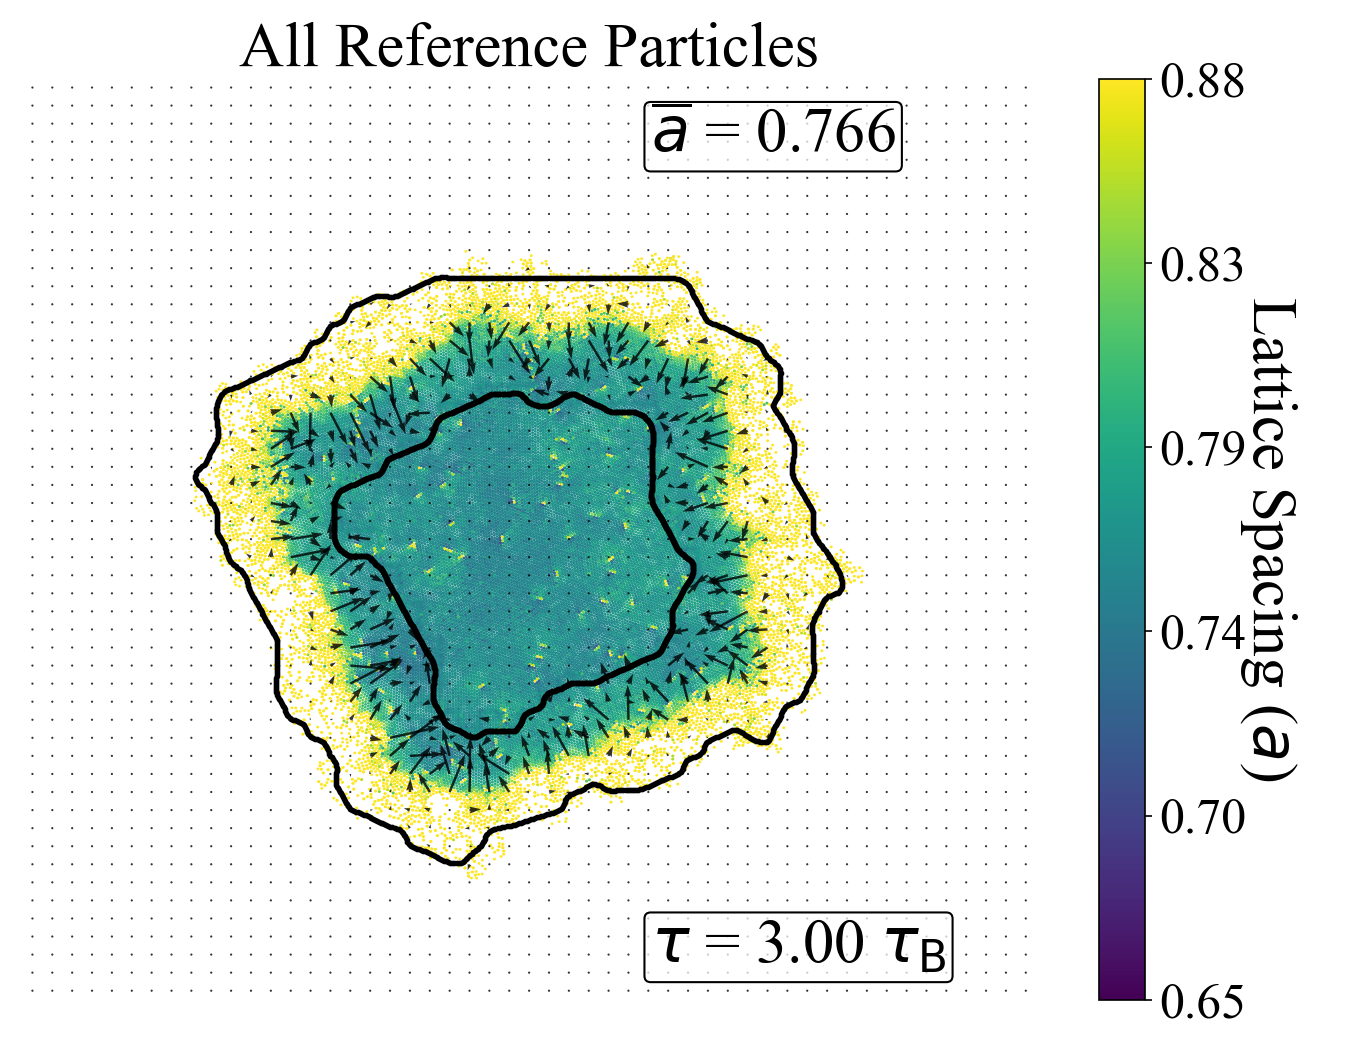 All Reference Particles
a̅ = 0.766
τ = 3.00 τB
0.88
0.83
0.79
0.74
0.70
0.65
Lattice Spacing (a)